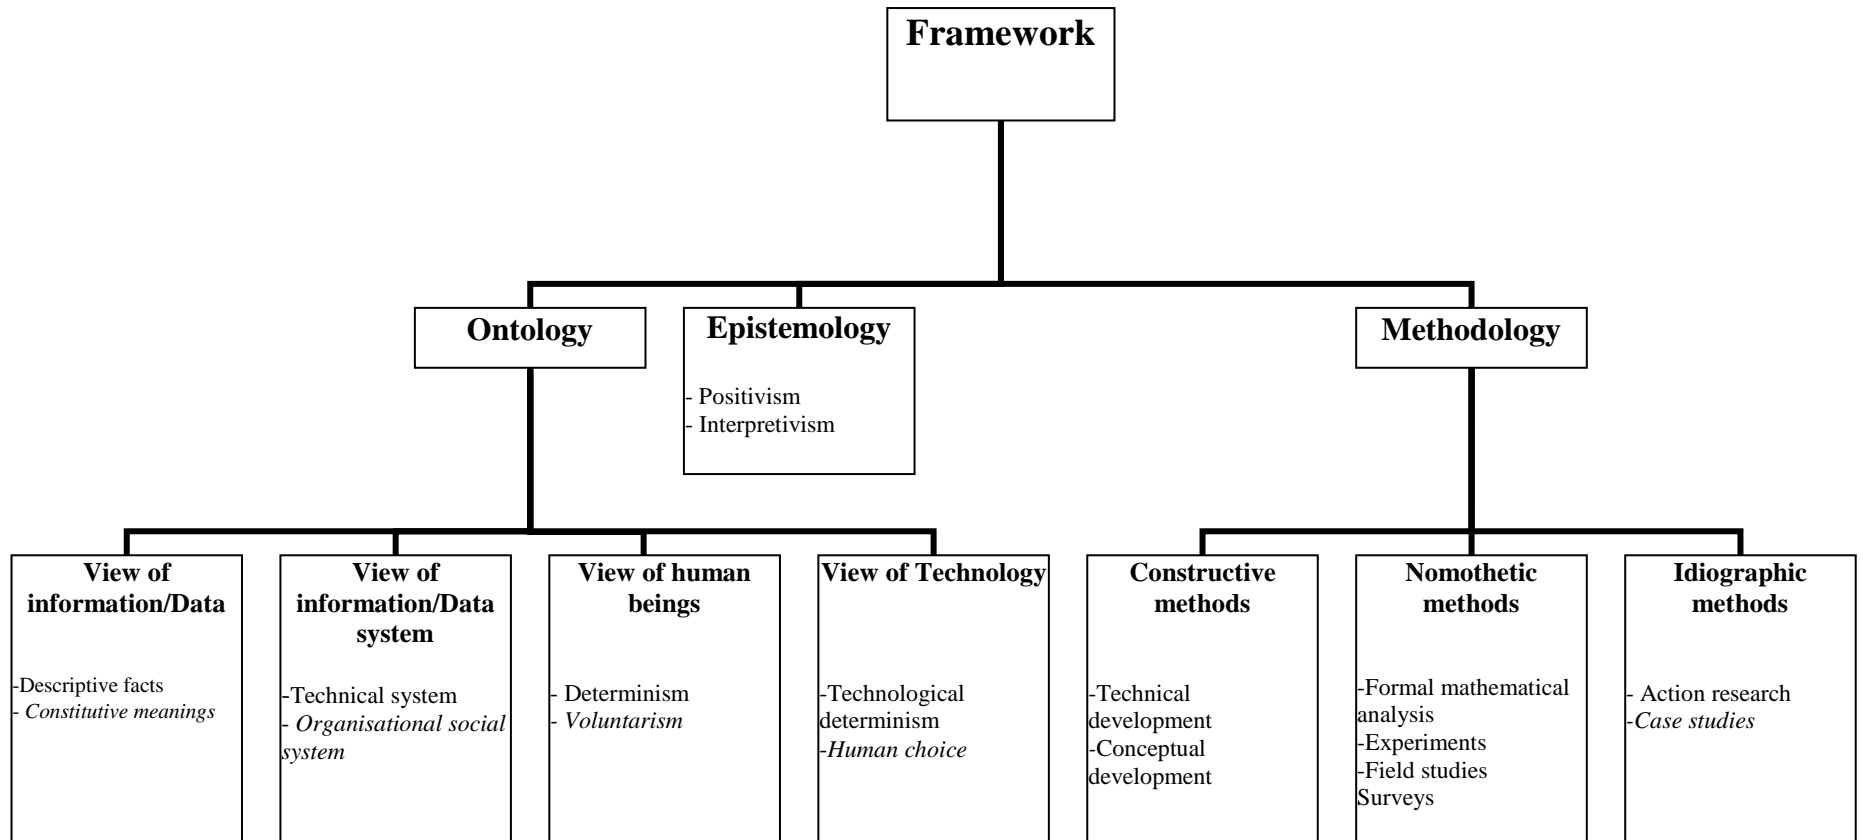 Framework
Ontology
Epistemology
- Positivism
- Interpretivism
Methodology
View of
information/Data
-Descriptive facts
- Constitutive meanings
View of
information/Data
system
-Technical system
- Organisational social
system
View of human
beings
- Determinism
- Voluntarism
View of Technology
-Technological
determinism
-Human choice
Constructive
methods
-Technical
development
-Conceptual
development
Nomothetic
methods
-Formal mathematical
analysis
-Experiments
-Field studies
Surveys
Idiographic
methods
- Action research
-Case studies